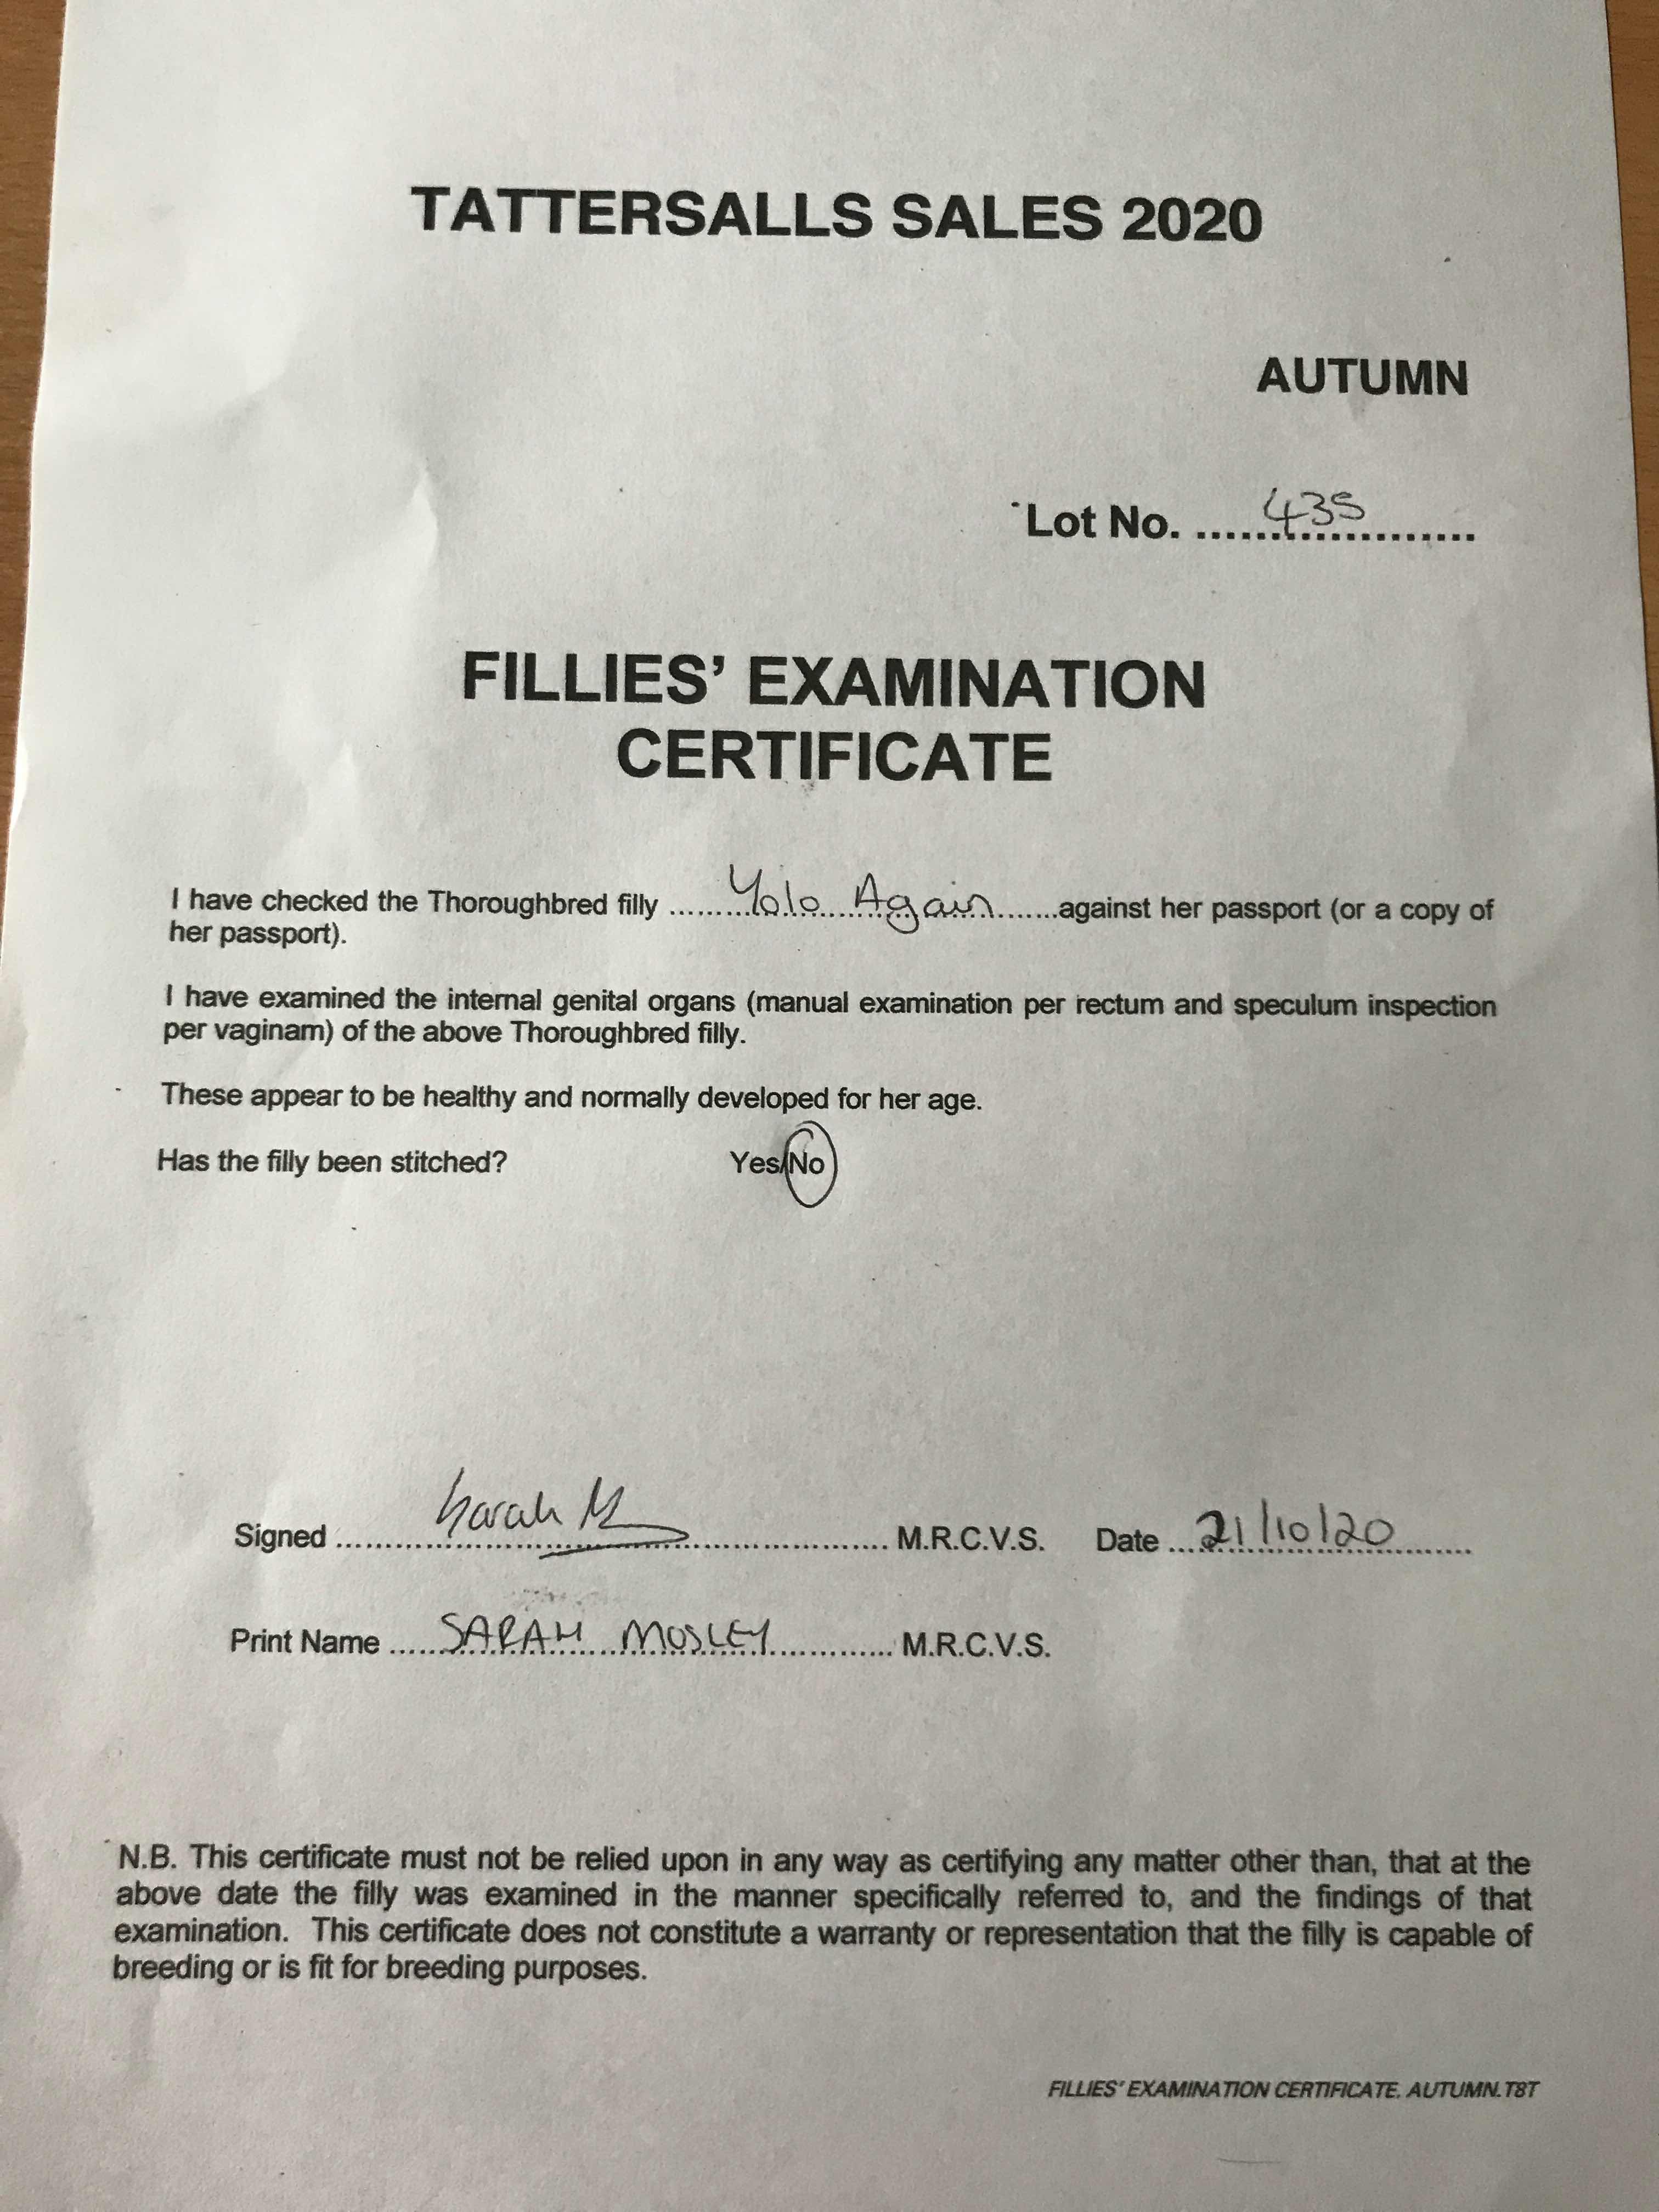 TATTERSALLS SALES 2020
AUTUMN
Lot No. .....435...................
FILLIES' EXAMINATION
CERTIFICATE
I have checked the Thoroughbred filly .........Yolo Again.......against her passport (or a copy of
her passport).
I have examined the internal genital organs (manual examination per rectum and speculum inspection
per vaginam) of the above Thoroughbred filly.
These appear to be healthy and normally developed for her age.
Has the filly been stitched? Yes/No
Signed ..........Sarah M.................... M.R.C.V.S. Date ...21/10/20.........
Print Name .....SARAH MOSLEY............. M.R.C.V.S.
N.B. This certificate must not be relied upon in any way as certifying any matter other than, that at the
above date the filly was examined in the manner specifically referred to, and the findings of that
examination. This certificate does not constitute a warranty or representation that the filly is capable of
breeding or is fit for breeding purposes.
FILLIES' EXAMINATION CERTIFICATE. AUTUMN.T8T